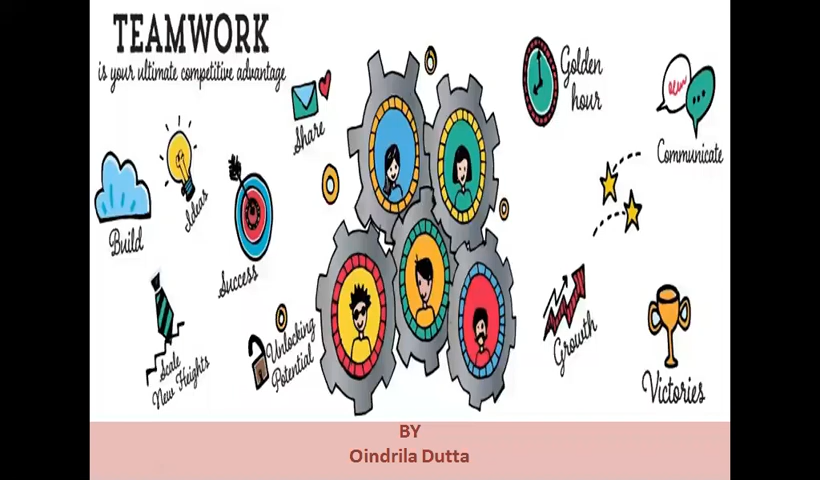 TEAMWORK
is your ultimate competitive advantage
Share
Golden
hour
Communicate
Ideas
Build
Success
Scale
New Heights
Unlocking
Potential
Growth
Victories
BY
Oindrila Dutta